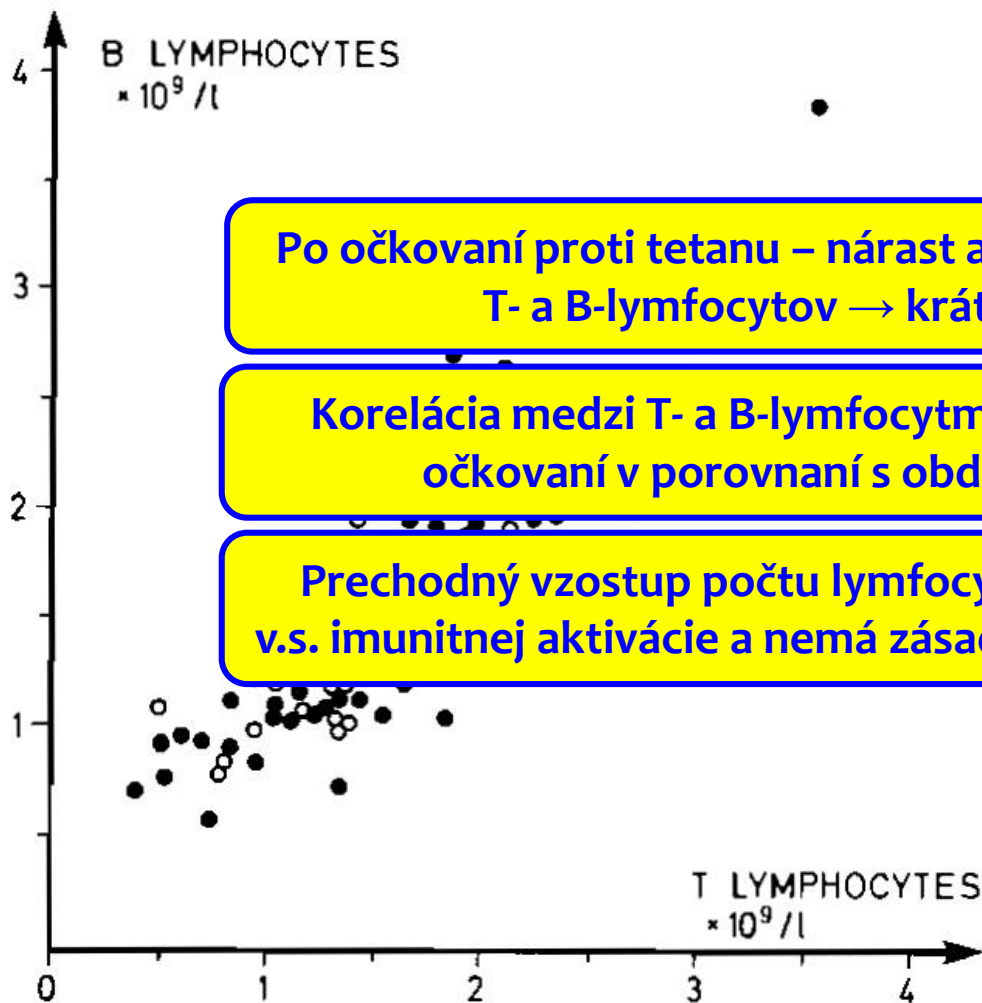 B LYMPHOCYTES
× 10⁹/l
4
3
2
1
Po očkovaní proti tetanu – nárast a
T- a B-lymfocytov → krát
Korelácia medzi T- a B-lymfocytm
očkovaní v porovnaní s obd
Prechodný vzostup počtu lymfocy
v.s. imunitnej aktivácie a nemá zásad
T LYMPHOCYTES
× 10⁹/l
0 1 2 3 4